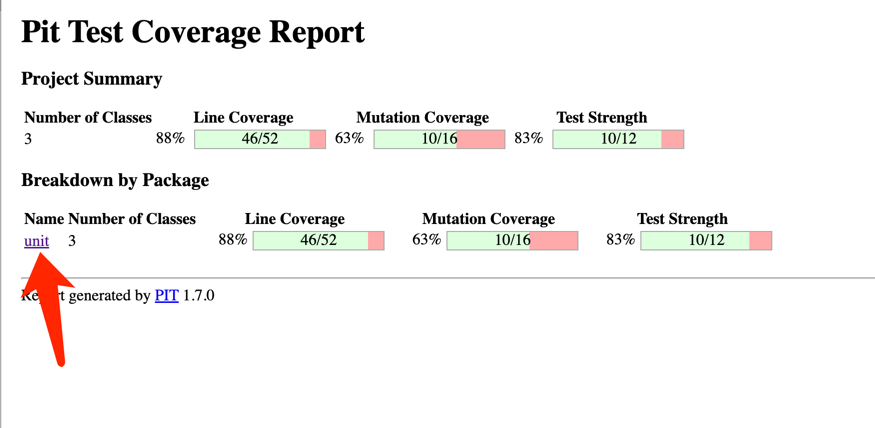 Pit Test Coverage Report
Project Summary
Number of Classes Line Coverage Mutation Coverage Test Strength
3 88% 46/52 63% 10/16 83% 10/12
Breakdown by Package
Name Number of Classes Line Coverage Mutation Coverage Test Strength
unit 3 88% 46/52 63% 10/16 83% 10/12
Report generated by PIT 1.7.0